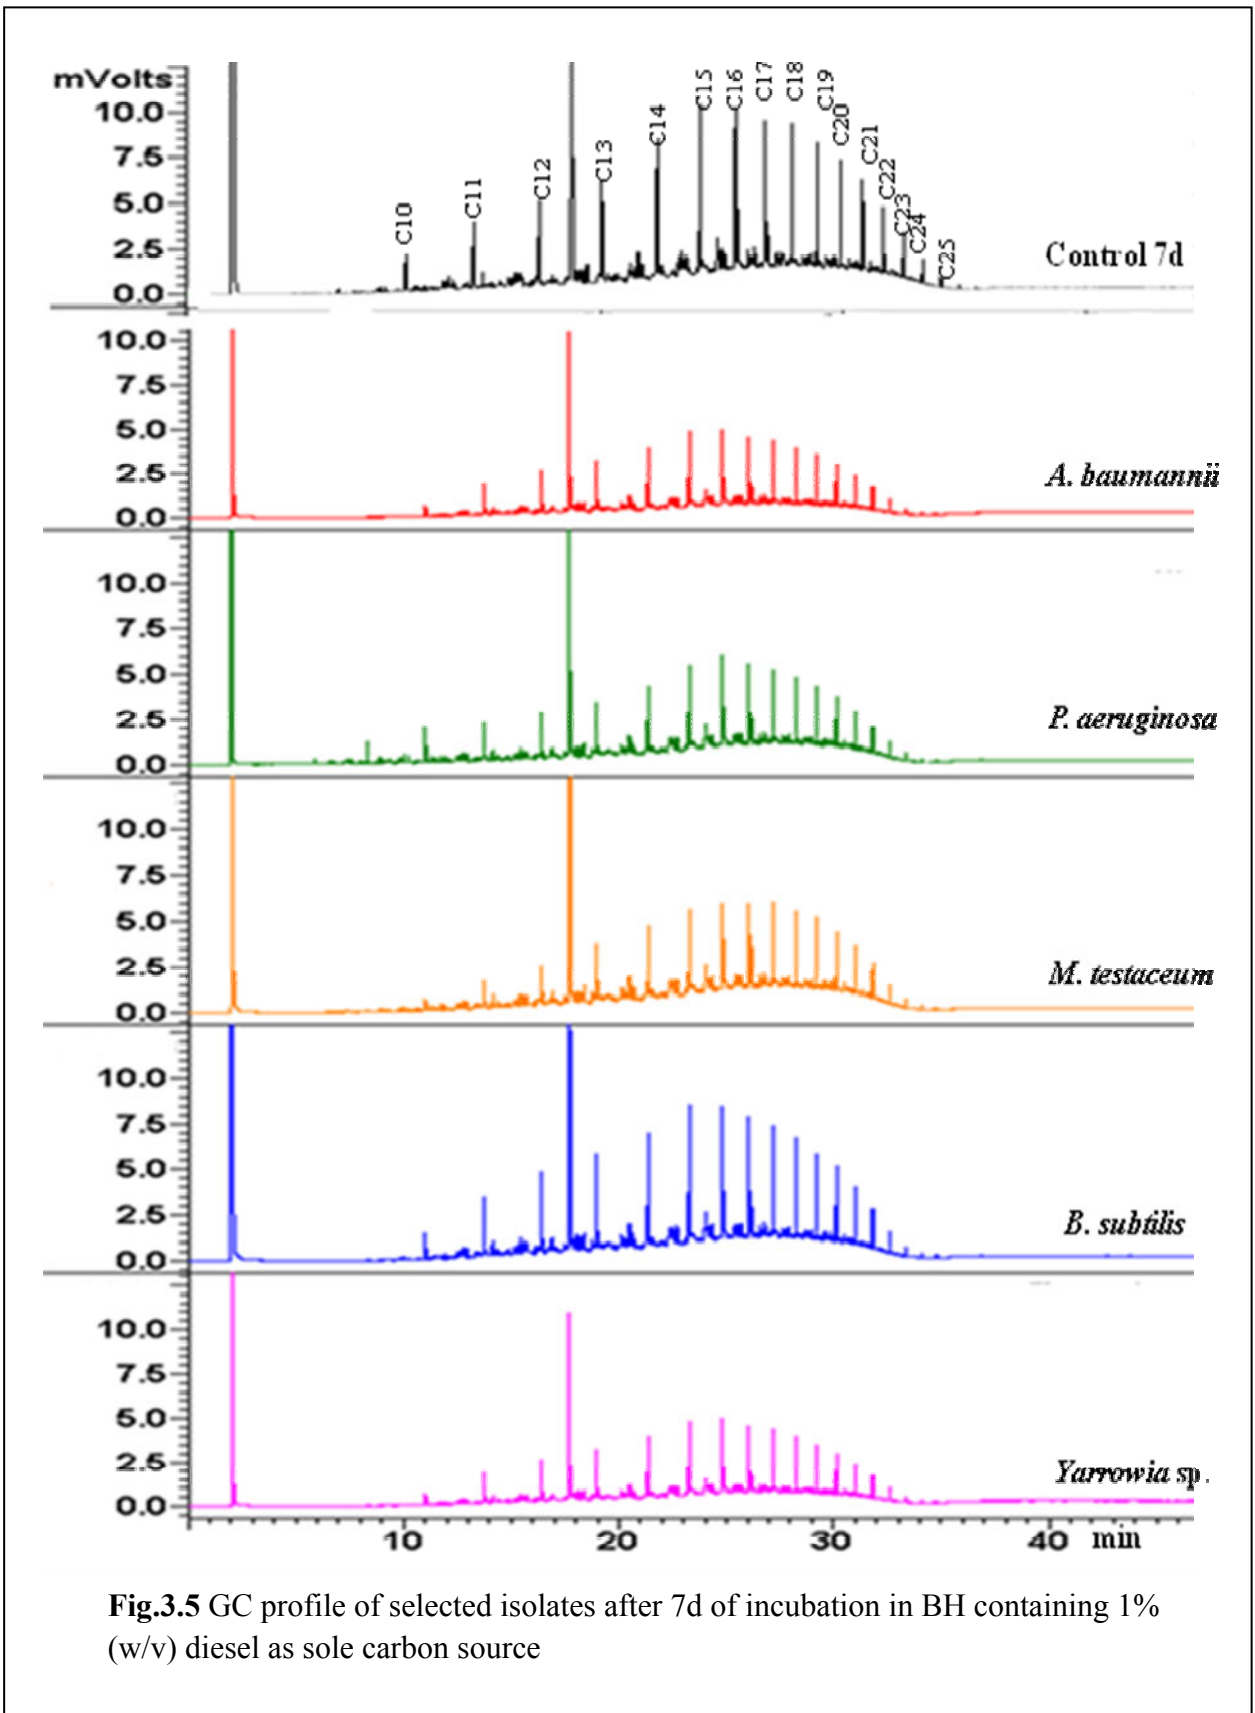 mVolts
10.0
7.5
5.0
2.5
0.0
C10
C11
C12
C13
C14
C15
C16
C17
C18
C19
C20
C21
C22
C23
C24
C25
Control 7d
10.0
7.5
5.0
2.5
0.0
A. baumannii
10.0
7.5
5.0
2.5
0.0
P. aeruginosa
10.0
7.5
5.0
2.5
0.0
M. testaceum
10.0
7.5
5.0
2.5
0.0
B. subtilis
10.0
7.5
5.0
2.5
0.0
Yarrowia sp.
10 20 30 40 min
Fig.3.5 GC profile of selected isolates after 7d of incubation in BH containing 1%
(w/v) diesel as sole carbon source